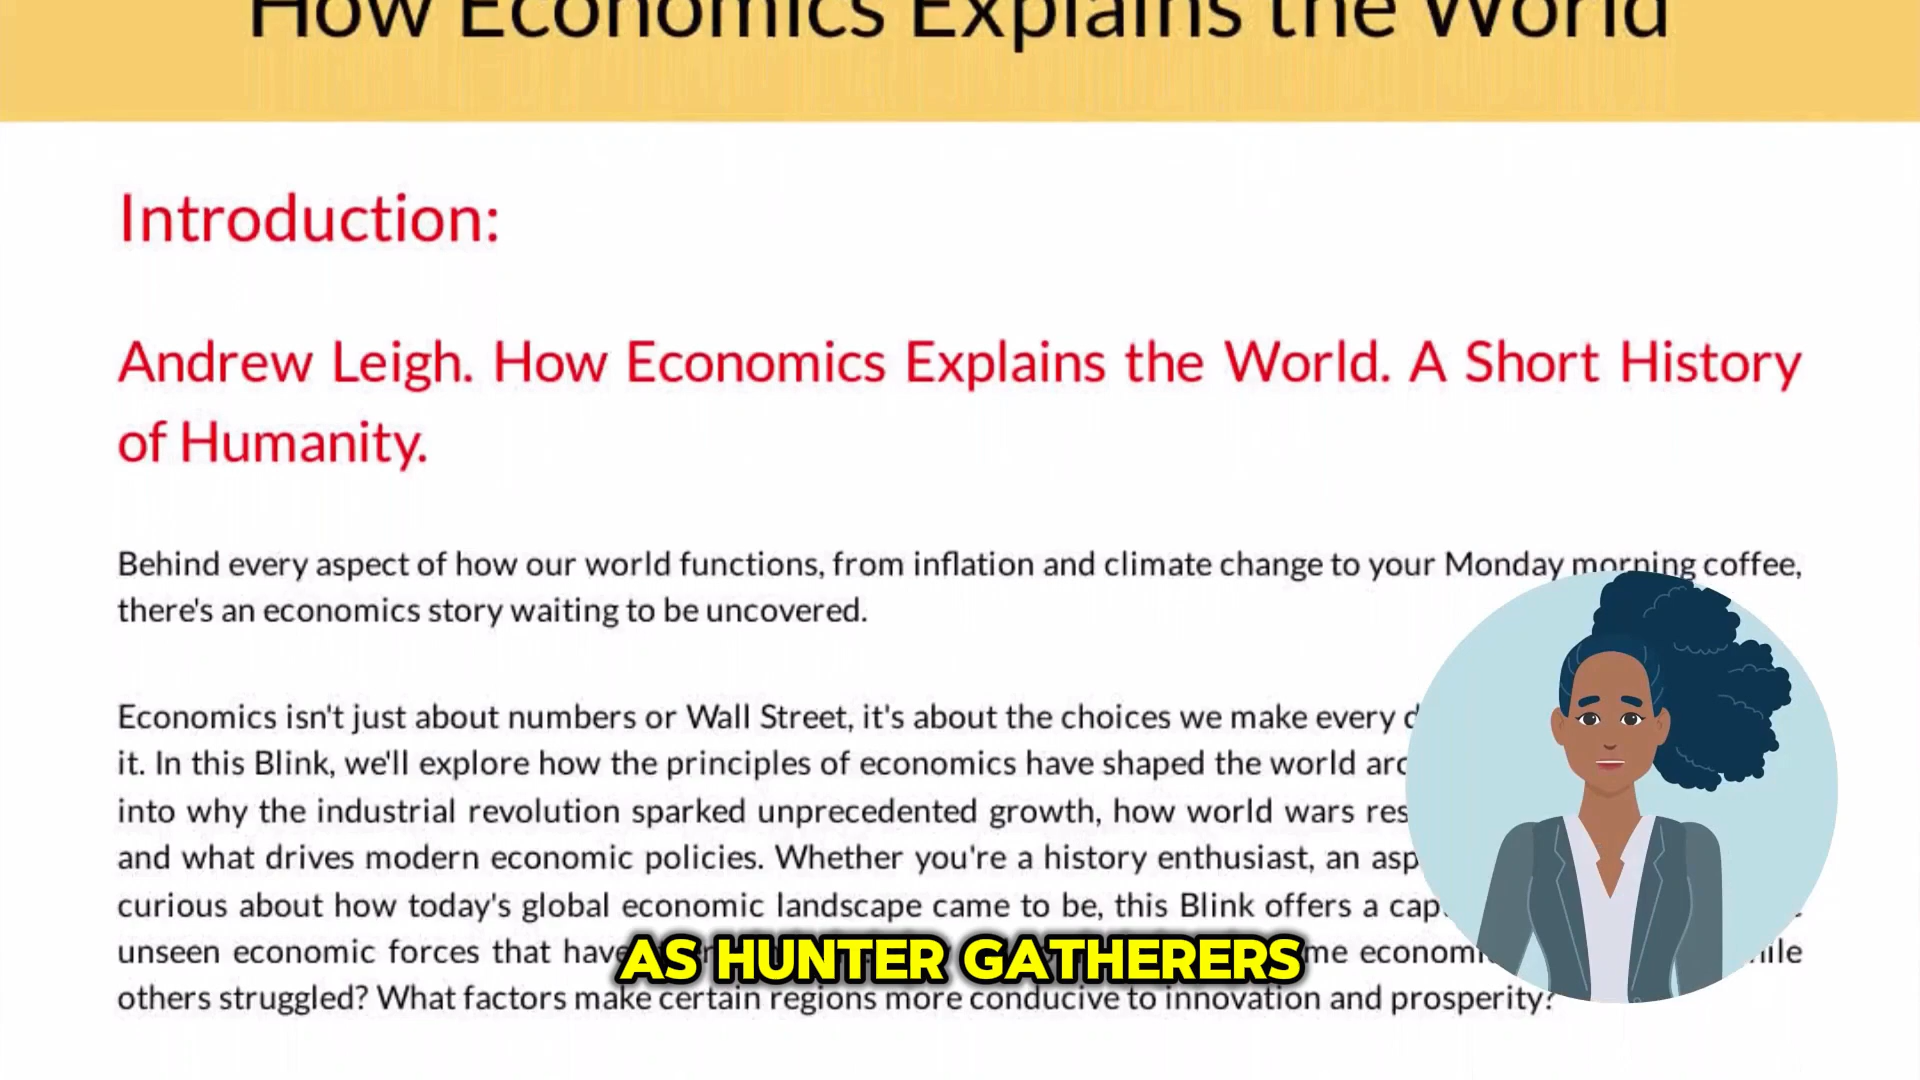 How Economics Explains the World
Introduction:
Andrew Leigh. How Economics Explains the World. A Short History
of Humanity.
Behind every aspect of how our world functions, from inflation and climate change to your Monday morning coffee,
there's an economics story waiting to be uncovered.
Economics isn't just about numbers or Wall Street, it's about the choices we make every
it. In this Blink, we'll explore how the principles of economics have shaped the world
into why the industrial revolution sparked unprecedented growth, how world wars
and what drives modern economic policies. Whether you're a history enthusiast, an
curious about how today's global economic landscape came to be, this Blink offers a
unseen economic forces that have
AS HUNTER GATHERERS
others struggled? What factors make certain regions more conducive to innovation and prosperity?